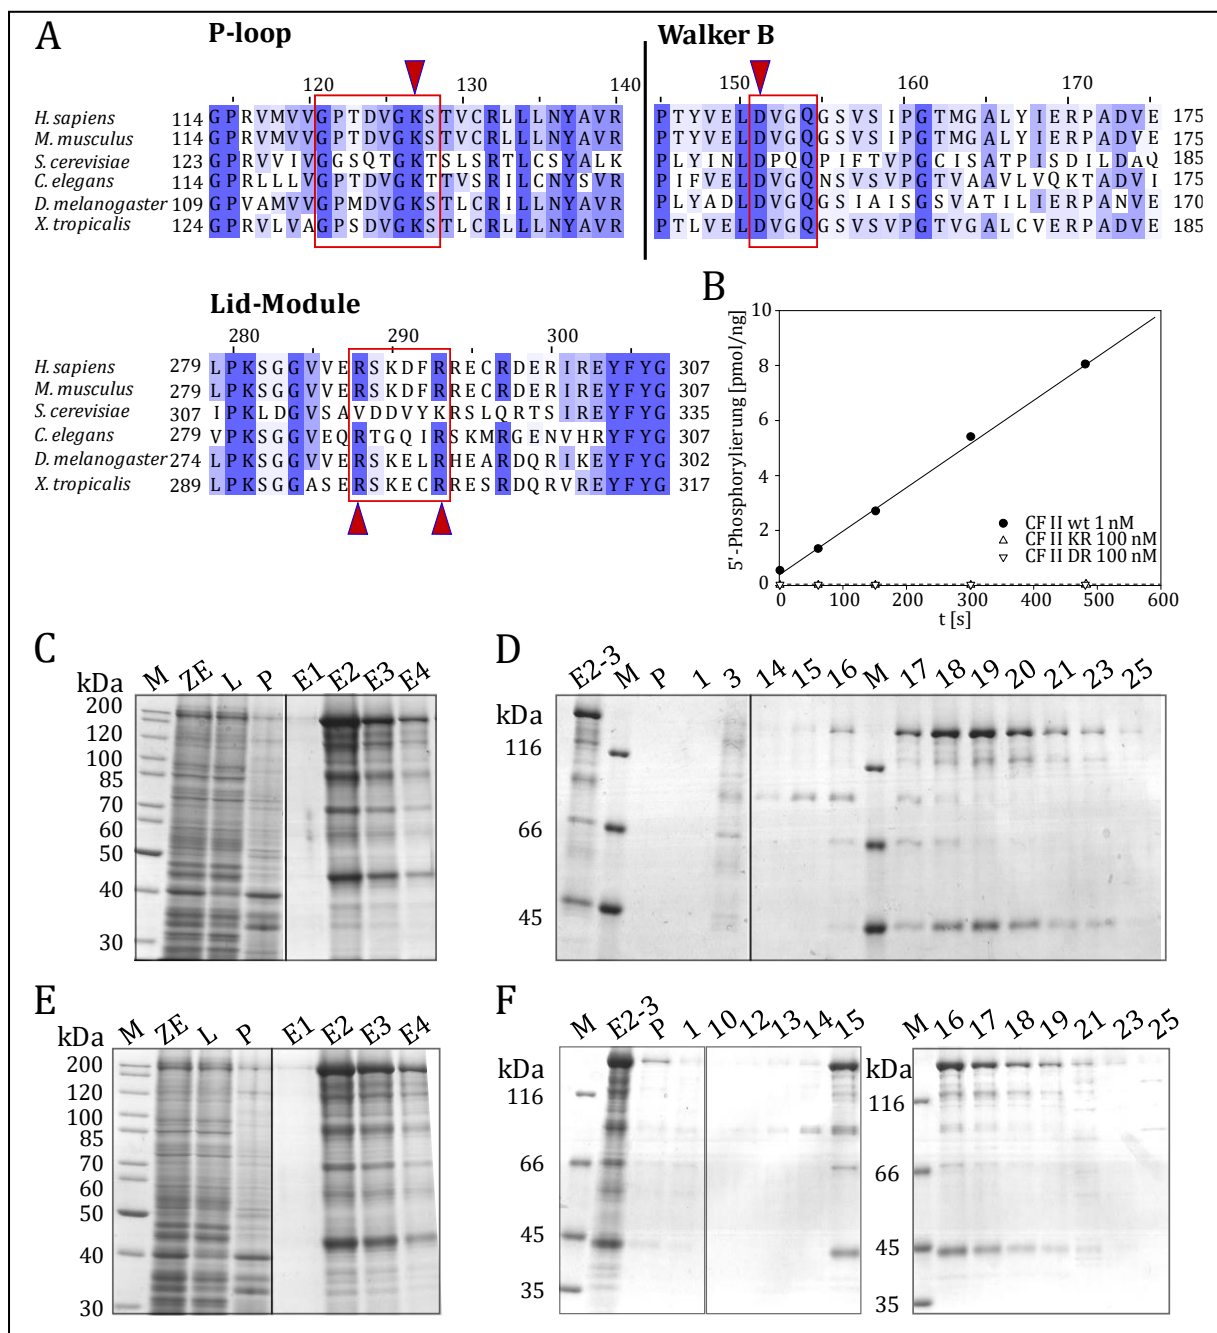 A
P-loop
Walker B
120 130 140
150 160 170
H. sapiens 114 GPRVMVVGPTDVGKSTVCRLLLNYAVR PTYVELDVGQGSVSIPGTMGALYIERPADVE 175
M. musculus 114 GPRVMVVGPTDVGKSTVCRLLLNYAVR PTYVELDVGQGSVSIPGTMGALYIERPADVE 175
S. cerevisiae 123 GPRVVIVGGSQTGKTSLSRTLCSYALK PLYINLDPQQPIFTVPGCISATPISDILDAQ 185
C. elegans 114 GPRLLLVGPTDVGKTTVSRILCNYSVR PIFVELDVGQNSVSVPGTVAAVLVQKTADVI 175
D. melanogaster 109 GPVAMVVGPMDVGKSTLCRILLNYAVR PLYADLDVGQGSIAISGSVATILIERPANVE 170
X. tropicalis 124 GPRVLVAGPSDVGKSTLCRLLLNYAVR PTLVELDVGQGSVSVPGTVGALCVERPADVE 185
Lid-Module
280 290 300
H. sapiens 279 LPKSGGVVERSKDFRRECRDERIREYFYG 307
M. musculus 279 LPKSGGVVERSKDFRRECRDERIREYFYG 307
S. cerevisiae 307 IPKLDGVSAVDDVYKRSLQRTSIREYFYG 335
C. elegans 279 VPKSGGVEQRTGQIRSKMRGENVHRYFYG 307
D. melanogaster 274 LPKSGGVVERSKELRHEARDQRIKEYFYG 302
X. tropicalis 289 LPKSGGASERSKECRRESRDQRVREYFYG 317
B
5'-Phosphorylierung [pmol/ng]
10
8
6
4
2
0
CF II wt 1 nM
CF II KR 100 nM
CF II DR 100 nM
0 100 200 300 400 500 600
t [s]
C
M ZE L P E1 E2 E3 E4
kDa
200
120
100
85
70
60
50
40
30
D
E2-3 M P 1 3 14 15 16 M 17 18 19 20 21 23 25
kDa
116
66
45
E
M ZE L P E1 E2 E3 E4
kDa
200
120
100
85
70
60
50
40
30
F
M E2-3 P 1 10 12 13 14 15 M 16 17 18 19 21 23 25
kDa
116
66
45
35
kDa
116
66
45
35